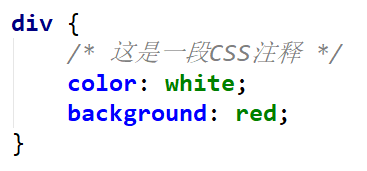 div {
    /* 这是一段CSS注释 */
    color: white;
    background: red;
}